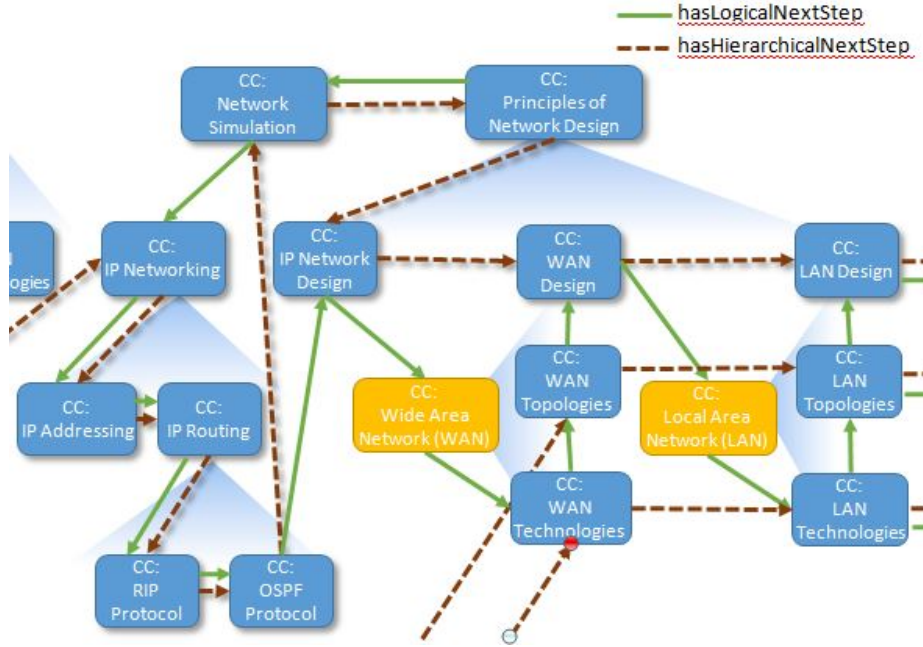 hasLogicalNextStep
hasHierarchicalNextStep
CC:
Network
Simulation
CC:
Principles of
Network Design
ologies
CC:
IP Networking
CC:
IP Network
Design
CC:
WAN
Design
CC:
LAN Design
CC:
IP Addressing
CC:
IP Routing
CC:
Wide Area
Network (WAN)
CC:
WAN
Topologies
CC:
Local Area
Network (LAN)
CC:
LAN
Topologies
CC:
WAN
Technologies
CC:
LAN
Technologies
CC:
RIP
Protocol
CC:
OSPF
Protocol